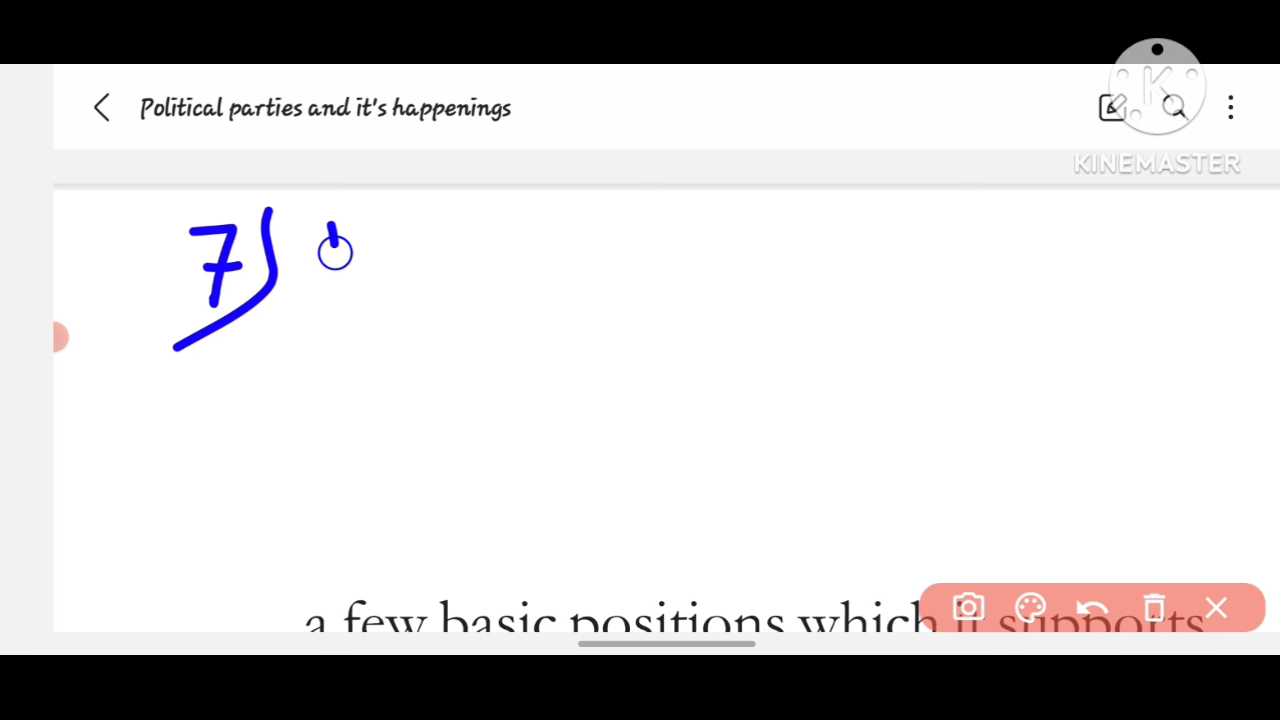 Political parties and it's happenings
KINEMASTER
7)
a few basic positions which it supports